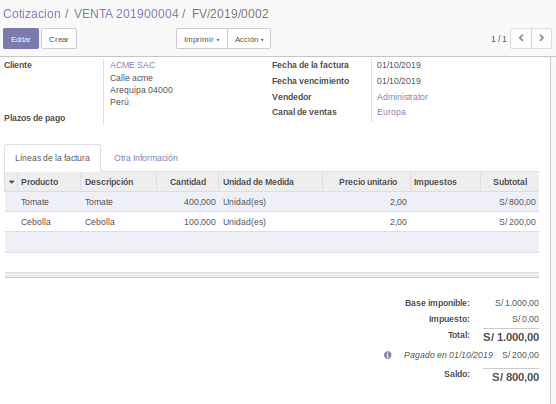 Cotizacion / VENTA 201900004 / FV/2019/0002
Editar Crear Imprimir Acción 1 / 1
Cliente ACME SAC Fecha de la factura 01/10/2019
Calle acme Fecha vencimiento 01/10/2019
Arequipa 04000 Vendedor Administrator
Perú Canal de ventas Europa
Plazos de pago
Líneas de la factura Otra Información
Producto Descripción Cantidad Unidad de Medida Precio unitario Impuestos Subtotal
Tomate Tomate 400,000 Unidad(es) 2,00 S/ 800,00
Cebolla Cebolla 100,000 Unidad(es) 2,00 S/ 200,00
Base imponible: S/ 1.000,00
Impuesto: S/ 0,00
Total: S/ 1.000,00
Pagado en 01/10/2019 S/ 200,00
Saldo: S/ 800,00